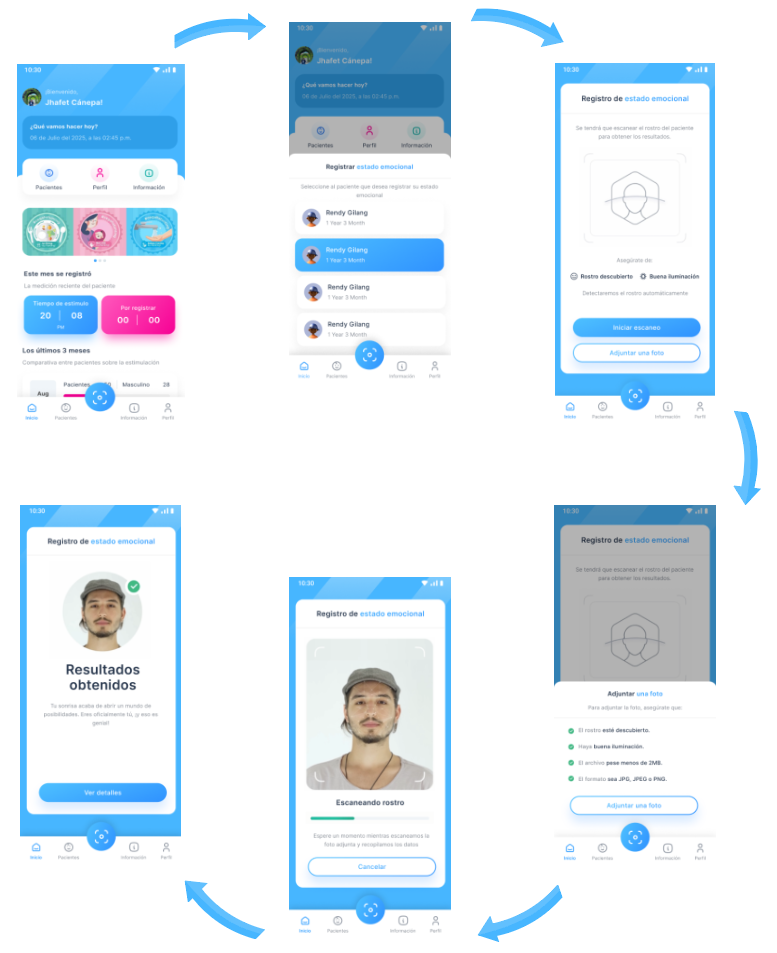 10:30
¡Bienvenido,
Jhafet Cánepa!
¿Qué vamos hacer hoy?
06 de Julio del 2025, a las 03:45 p.m.
Pacientes
Perfil
Información
Este mes se registró
La medición reciente del paciente
Tiempo de estímulo
20 | 08
PM
Por registrar
00 | 00
Los últimos 3 meses
Comparativa entre pacientes sobre la estimulación
Aug
Pacientes
Masculino 28
Inicio
Pacientes
Información
Perfil
10:30
¡Bienvenido,
Jhafet Cánepa!
¿Qué vamos hacer hoy?
06 de Julio del 2025, a las 03:45 p.m.
Pacientes
Perfil
Información
Registrar estado emocional
Seleccione al paciente que desea registrar su estado
emocional
Rendy Gilang
1 Year 3 Month
Rendy Gilang
1 Year 3 Month
Rendy Gilang
1 Year 3 Month
Rendy Gilang
1 Year 3 Month
Inicio
Pacientes
Información
Perfil
10:30
Registro de estado emocional
Se tendrá que escanear el rostro del paciente
para obtener los resultados.
Asegúrate de
Rostro descubierto
Buena iluminación
Detectaremos el rostro automáticamente
Iniciar escaneo
Adjuntar una foto
Inicio
Pacientes
Información
Perfil
10:30
Registro de estado emocional
Se tendrá que escanear el rostro del paciente
para obtener los resultados.
Adjuntar una foto
Para adjuntar la foto, asegúrate que:
El rostro esté descubierto.
Haya buena iluminación.
El archivo pese menos de 2MB.
El formato sea JPG, JPEG o PNG.
Adjuntar una foto
Inicio
Pacientes
Información
Perfil
10:30
Registro de estado emocional
Escaneando rostro
Espere un momento mientras escaneamos la
foto adjunta y recopilamos los datos
Cancelar
Inicio
Pacientes
Información
Perfil
10:30
Registro de estado emocional
Resultados
obtenidos
Tu sonrisa acaba de abrir un mundo de
posibilidades. Eres oficialmente tú, ¡y eso es
genial!
Ver detalles
Inicio
Pacientes
Información
Perfil